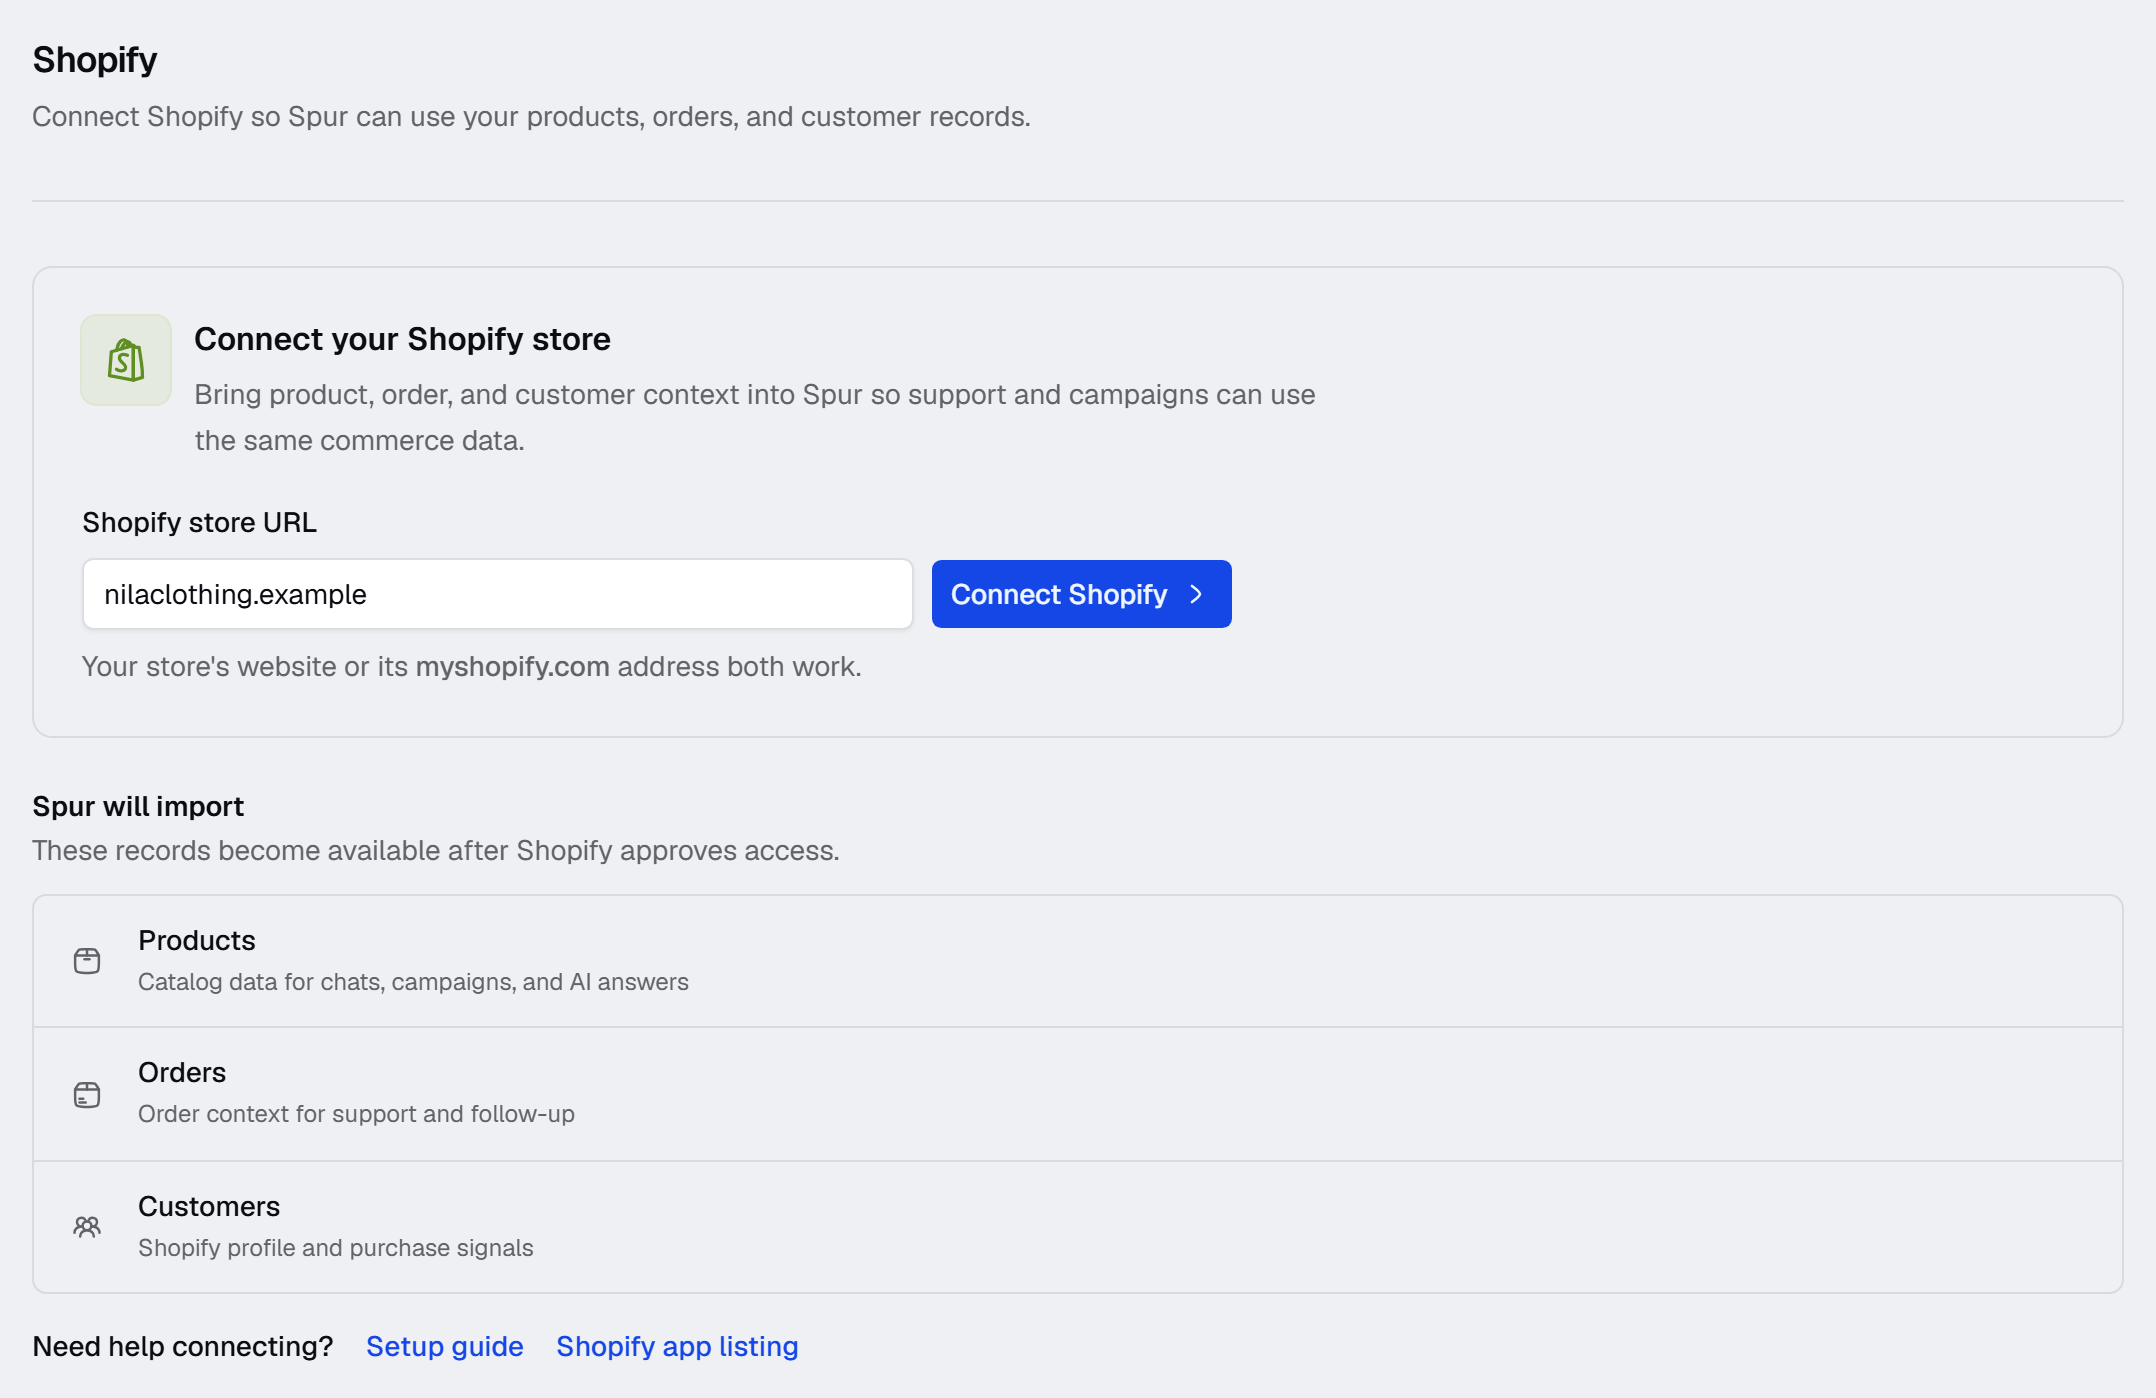 Shopify
Connect Shopify so Spur can use your products, orders, and customer records.
Connect your Shopify store
Bring product, order, and customer context into Spur so support and campaigns can use
the same commerce data.
Shopify store URL
nilaclothing.example
Connect Shopify
Your store's website or its myshopify.com address both work.
Spur will import
These records become available after Shopify approves access.
Products
Catalog data for chats, campaigns, and AI answers
Orders
Order context for support and follow-up
Customers
Shopify profile and purchase signals
Need help connecting? Setup guide Shopify app listing